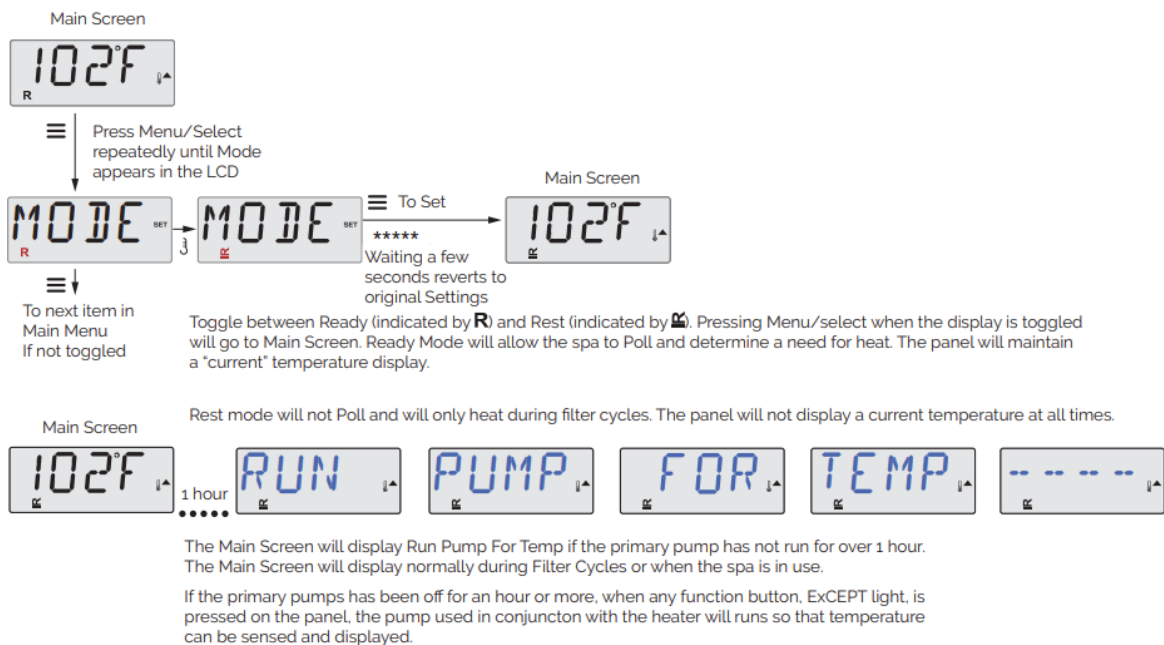 Main Screen
102°F
R
Press Menu/Select
repeatedly until Mode
appears in the LCD
Main Screen
MODE SET
R
MODE SET
R
To Set
*****
Waiting a few
seconds reverts to
original Settings
102°F
R
To next item in
Main Menu
If not toggled
Toggle between Ready (indicated by R) and Rest (indicated by R). Pressing Menu/select when the display is toggled
will go to Main Screen. Ready Mode will allow the spa to Poll and determine a need for heat. The panel will maintain
a “current” temperature display.
Rest mode will not Poll and will only heat during filter cycles. The panel will not display a current temperature at all times.
Main Screen
102°F
R
1 hour
RUN
R
PUMP
R
FOR
R
TEMP
R
-- -- -- --
R
The Main Screen will display Run Pump For Temp if the primary pump has not run for over 1 hour.
The Main Screen will display normally during Filter Cycles or when the spa is in use.
If the primary pumps has been off for an hour or more, when any function button, ExCEPT light, is
pressed on the panel, the pump used in conjuncton with the heater will runs so that temperature
can be sensed and displayed.